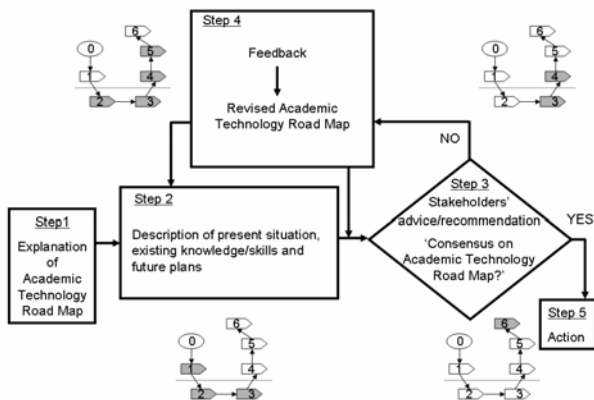 Step 4
Feedback
Revised Academic
Technology Road Map
6
0
5
1
4
2
3
6
0
5
1
4
2
3
NO
Step 2
Description of present situation,
existing knowledge/skills and
future plans
Step1
Explanation
of
Academic
Technology
Road Map
Step 3
Stakeholders'
advice/recommendation
'Consensus on
Academic Technology
Road Map?'
YES
Step 5
Action
6
0
5
1
4
2
3
6
0
5
1
4
2
3